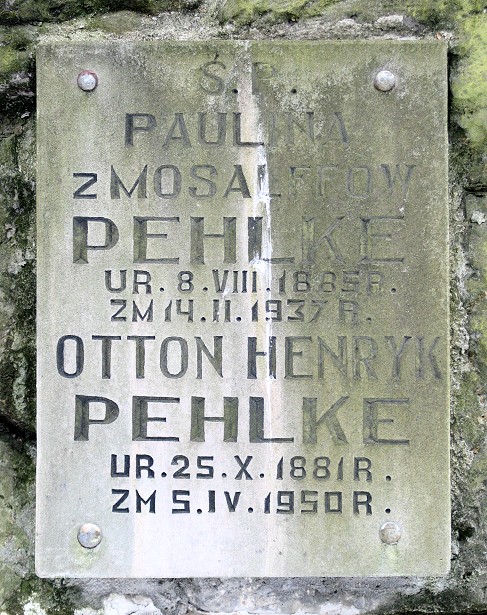 Ś.P.
PAULINA
z MOSALFFÓW
PEHLKE
UR. 8. VIII. 1885 R.
ZM 14. II. 1937 R.
OTTON HENRYK
PEHLKE
UR. 25. X 1881 R.
ZM 5. IV. 1950 R.